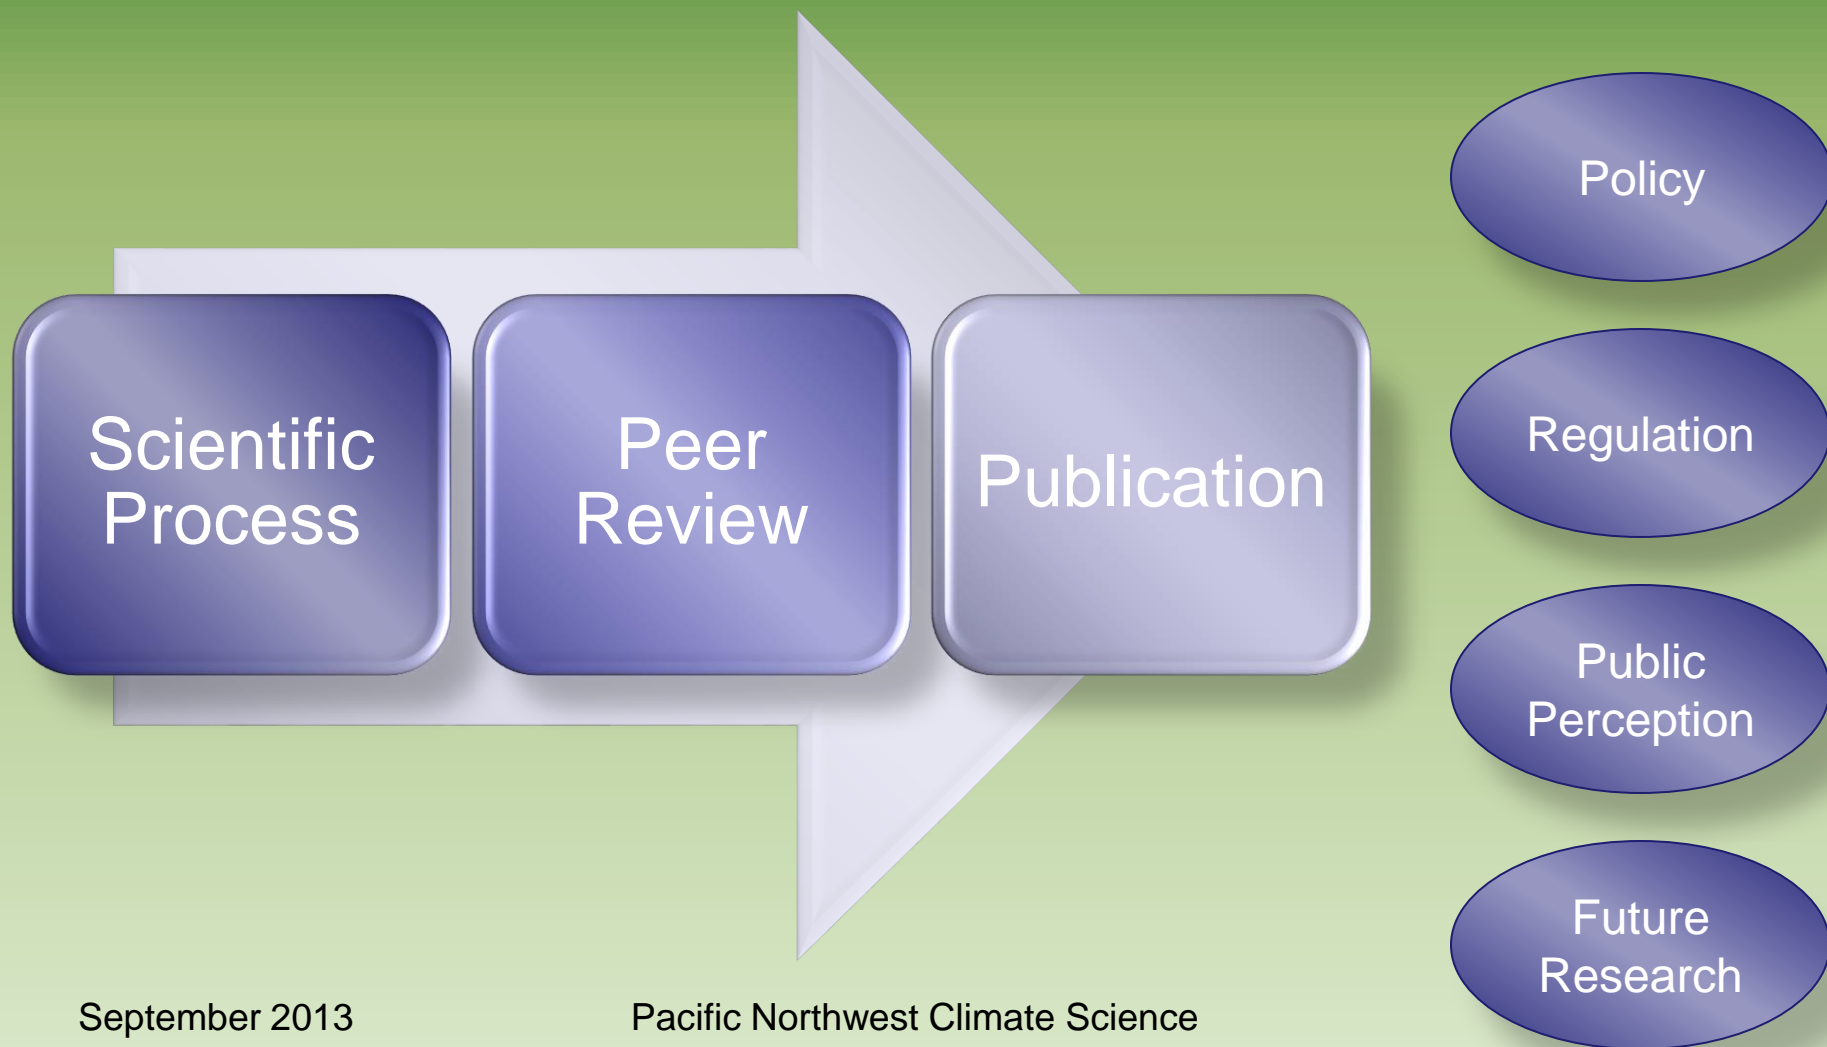 Scientific
Process
Peer
Review
Publication
Policy
Regulation
Public
Perception
Future
Research
September 2013
Pacific Northwest Climate Science